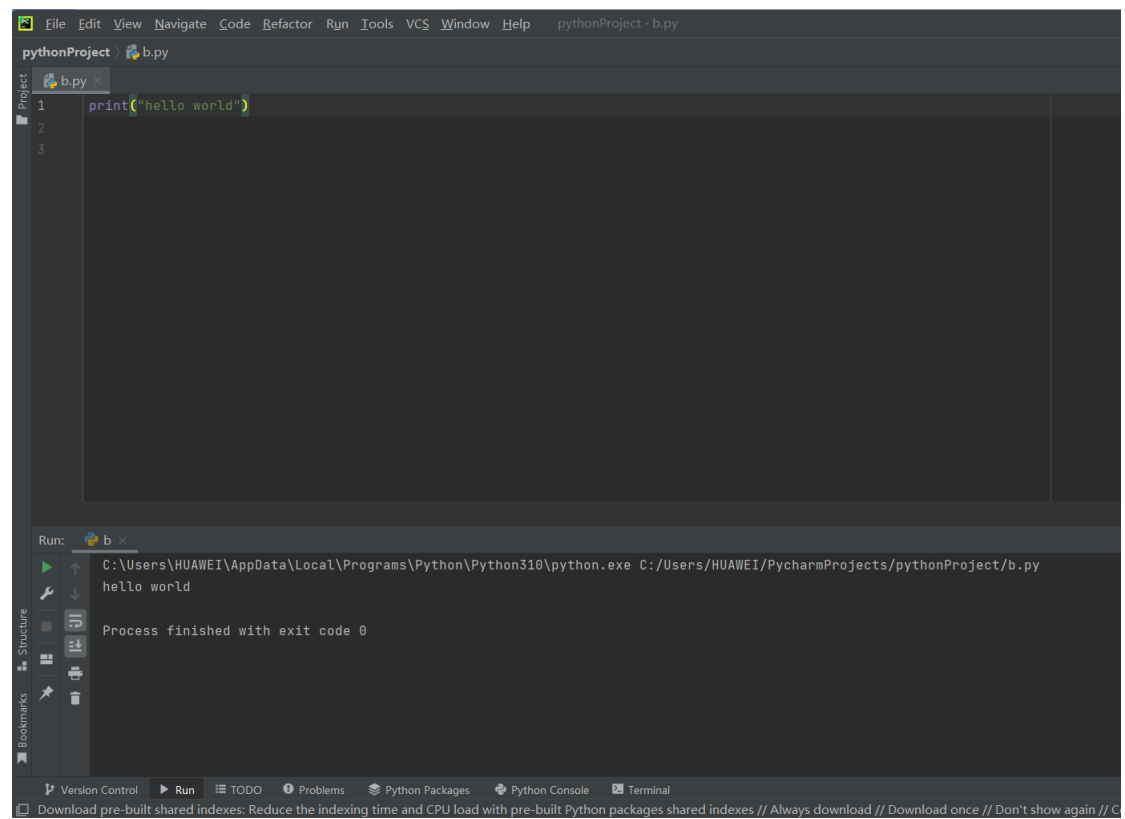 PC File Edit View Navigate Code Refactor Run Tools VCS Window Help pythonProject - b.py
pythonProject 〉 b.py
Project
b.py ×
1 print("hello world")
2
3
Run: b ×
C:\Users\HUAWEI\AppData\Local\Programs\Python\Python310\python.exe C:/Users/HUAWEI/PycharmProjects/pythonProject/b.py
hello world
Process finished with exit code 0
Structure
Bookmarks
Version Control Run TODO Problems Python Packages Python Console Terminal
Download pre-built shared indexes: Reduce the indexing time and CPU load with pre-built Python packages shared indexes // Always download // Download once // Don't show again // C